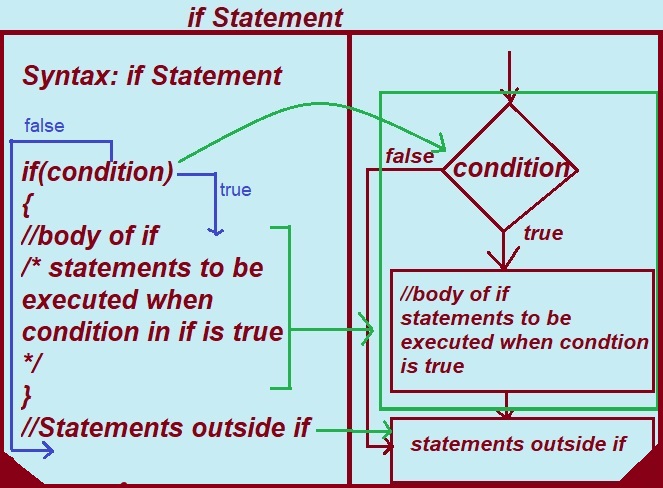 if Statement
Syntax: if Statement
false
if(condition)
true
{
//body of if
/* statements to be
executed when
condition in if is true
*/
}
//Statements outside if
false
condition
true
//body of if
statements to be
executed when condtion
is true
statements outside if